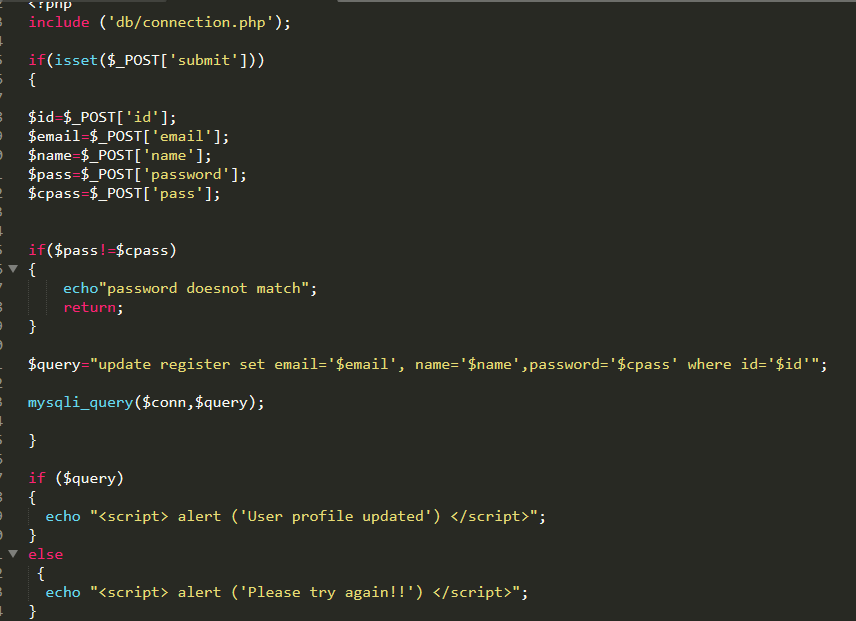 <?php
include ('db/connection.php');
if(isset($_POST['submit']))
{
$id=$_POST['id'];
$email=$_POST['email'];
$name=$_POST['name'];
$pass=$_POST['password'];
$cpass=$_POST['pass'];
if($pass!=$cpass)
{
echo"password doesnot match";
return;
}
$query="update register set email='$email', name='$name',password='$cpass' where id='$id'";
mysqli_query($conn,$query);
}
if ($query)
{
echo "<script> alert ('User profile updated') </script>";
}
else
{
echo "<script> alert ('Please try again!!') </script>";
}